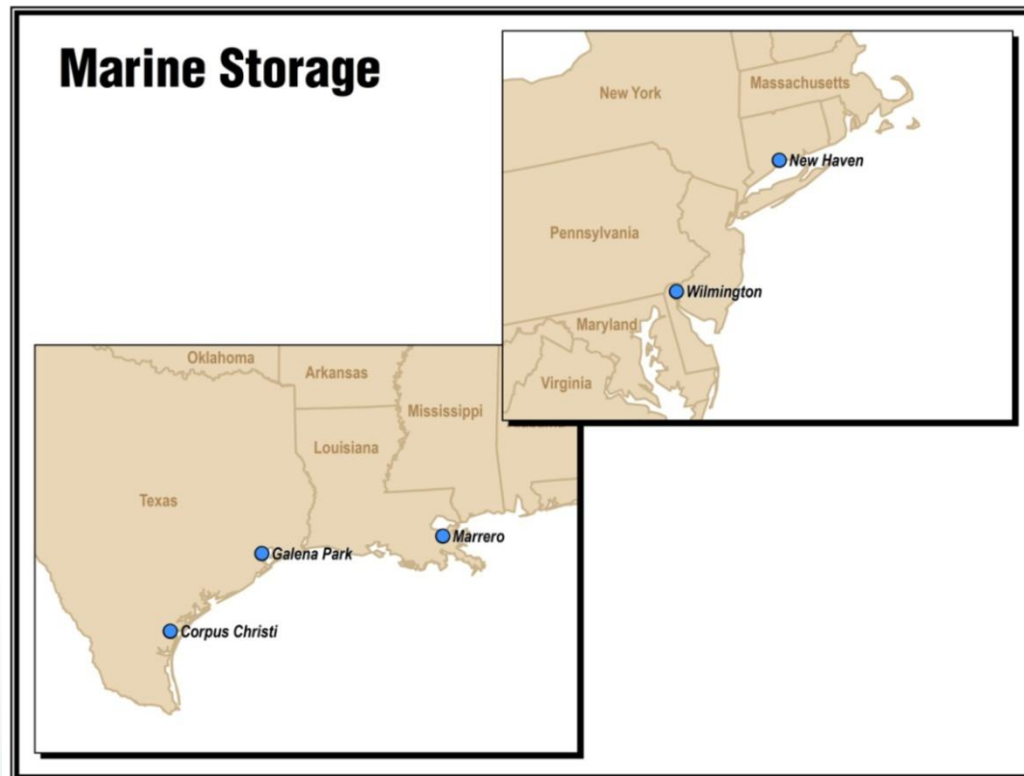 Marine Storage
New York
Massachusetts
New Haven
Pennsylvania
Wilmington
Maryland
Virginia
Oklahoma
Arkansas
Mississippi
Louisiana
Texas
Marrero
Galena Park
Corpus Christi